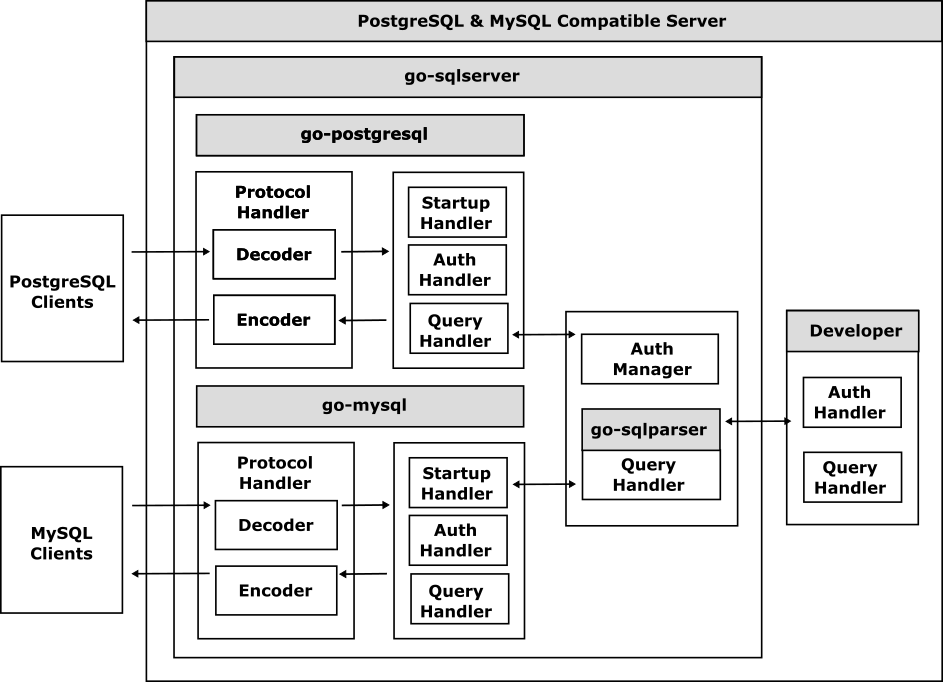 PostgreSQL & MySQL Compatible Server
go-sqlserver
go-postgresql
PostgreSQL
Clients
Protocol
Handler
Decoder
Encoder
Startup
Handler
Auth
Handler
Query
Handler
go-mysql
MySQL
Clients
Protocol
Handler
Decoder
Encoder
Startup
Handler
Auth
Handler
Query
Handler
Auth
Manager
go-sqlparser
Query
Handler
Developer
Auth
Handler
Query
Handler